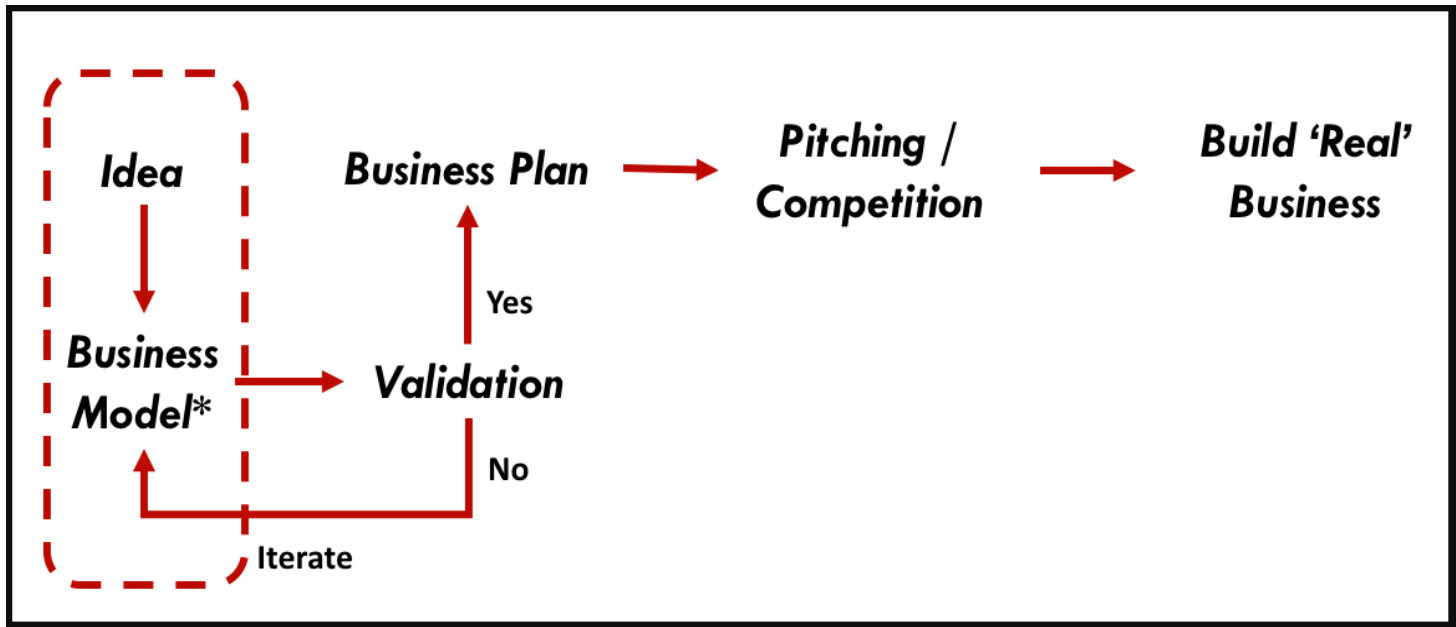 Idea
Business
Model*
Business Plan
Yes
Validation
No
Iterate
Pitching /
Competition
Build ‘Real’
Business